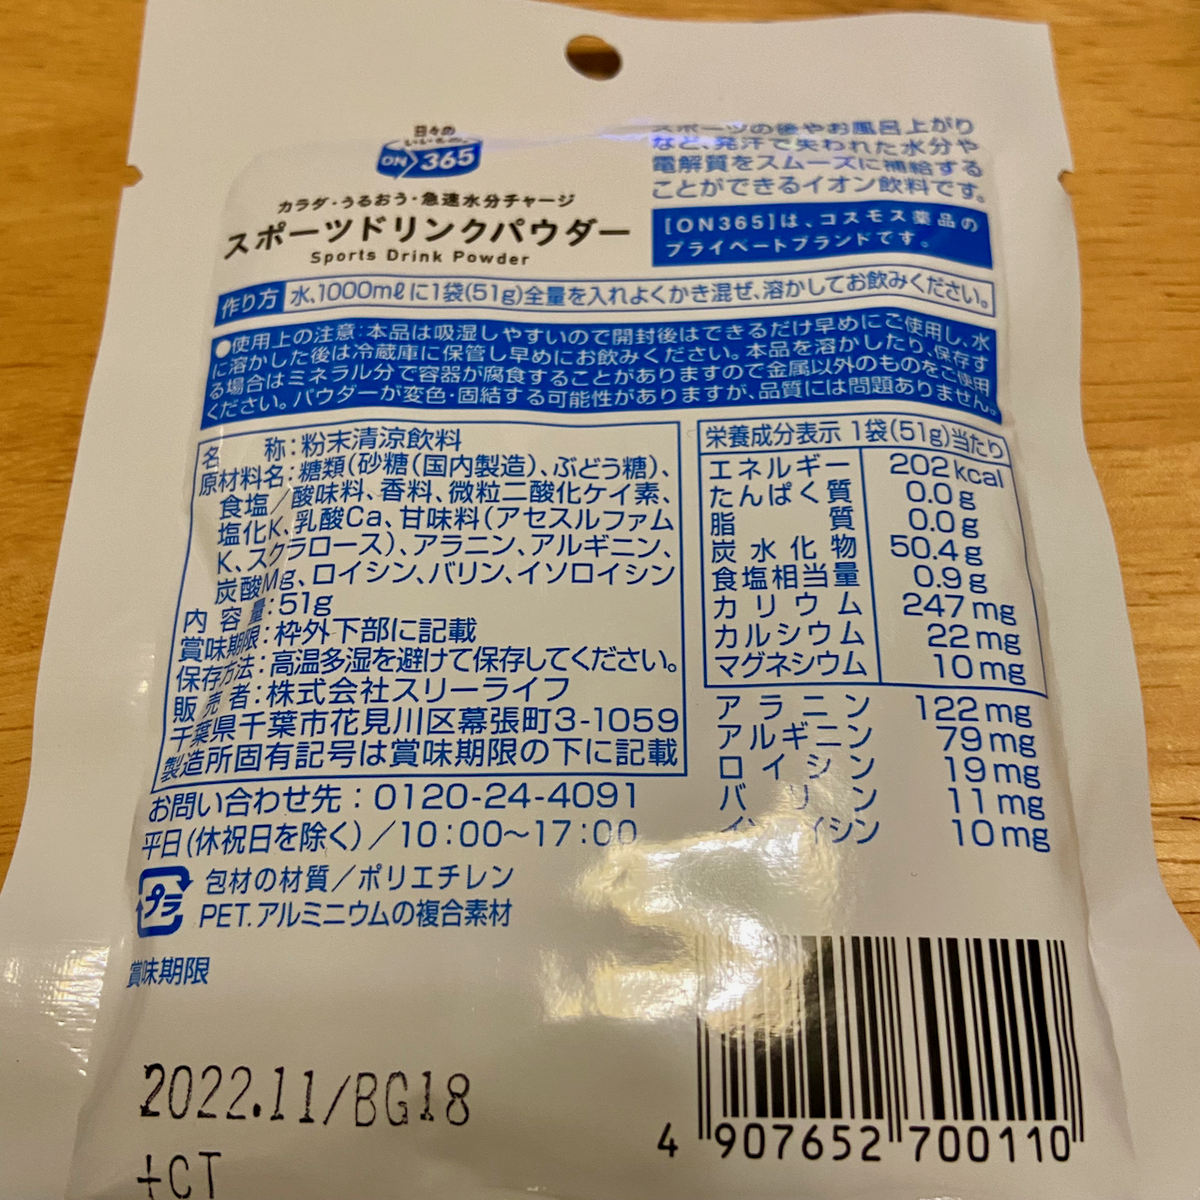 日々の
いいもの
ON 365
カラダ・うるおう・急速水分チャージ
スポーツドリンクパウダー
Sports Drink Powder
スポーツの後やお風呂上がり
など、発汗で失われた水分や
電解質をスムーズに補給する
ことができるイオン飲料です。
[ON365]は、コスモス薬品の
プライベートブランドです。
作り方 水、1000mℓに1袋(51g)全量を入れよくかき混ぜ、溶かしてお飲みください。
●使用上の注意:本品は吸湿しやすいので開封後はできるだけ早めにご使用し、水
に溶かした後は冷蔵庫に保管し早めにお飲みください。本品を溶かしたり、保存す
る場合はミネラル分で容器が腐食することがありますので金属以外のものをご使用
ください。パウダーが変色・固結する可能性がありますが、品質には問題ありません。
名称:粉末清涼飲料
原材料名:糖類(砂糖(国内製造)、ぶどう糖)、
食塩/酸味料、香料、微粒二酸化ケイ素、
塩化K、乳酸Ca、甘味料(アセスルファム
K、スクラロース)、アラニン、アルギニン、
炭酸Mg、ロイシン、バリン、イソロイシン
内容量:51g
賞味期限:枠外下部に記載
保存方法:高温多湿を避けて保存してください。
販売者:株式会社スリーライフ
千葉県千葉市花見川区幕張町3-1059
製造所固有記号は賞味期限の下に記載
栄養成分表示 1袋(51g)当たり
エネルギー 202kcal
たんぱく質 0.0g
脂質 0.0g
炭水化物 50.4g
食塩相当量 0.9g
カリウム 247mg
カルシウム 22mg
マグネシウム 10mg
アラニン 122mg
アルギニン 79mg
ロイシン 19mg
バリン 11mg
イソロイシン 10mg
お問い合わせ先:0120-24-4091
平日(休祝日を除く)/10:00〜17:00
プラ
包材の材質/ポリエチレン
PET.アルミニウムの複合素材
賞味期限
2022.11/BG18
+CT
4 907652 700110